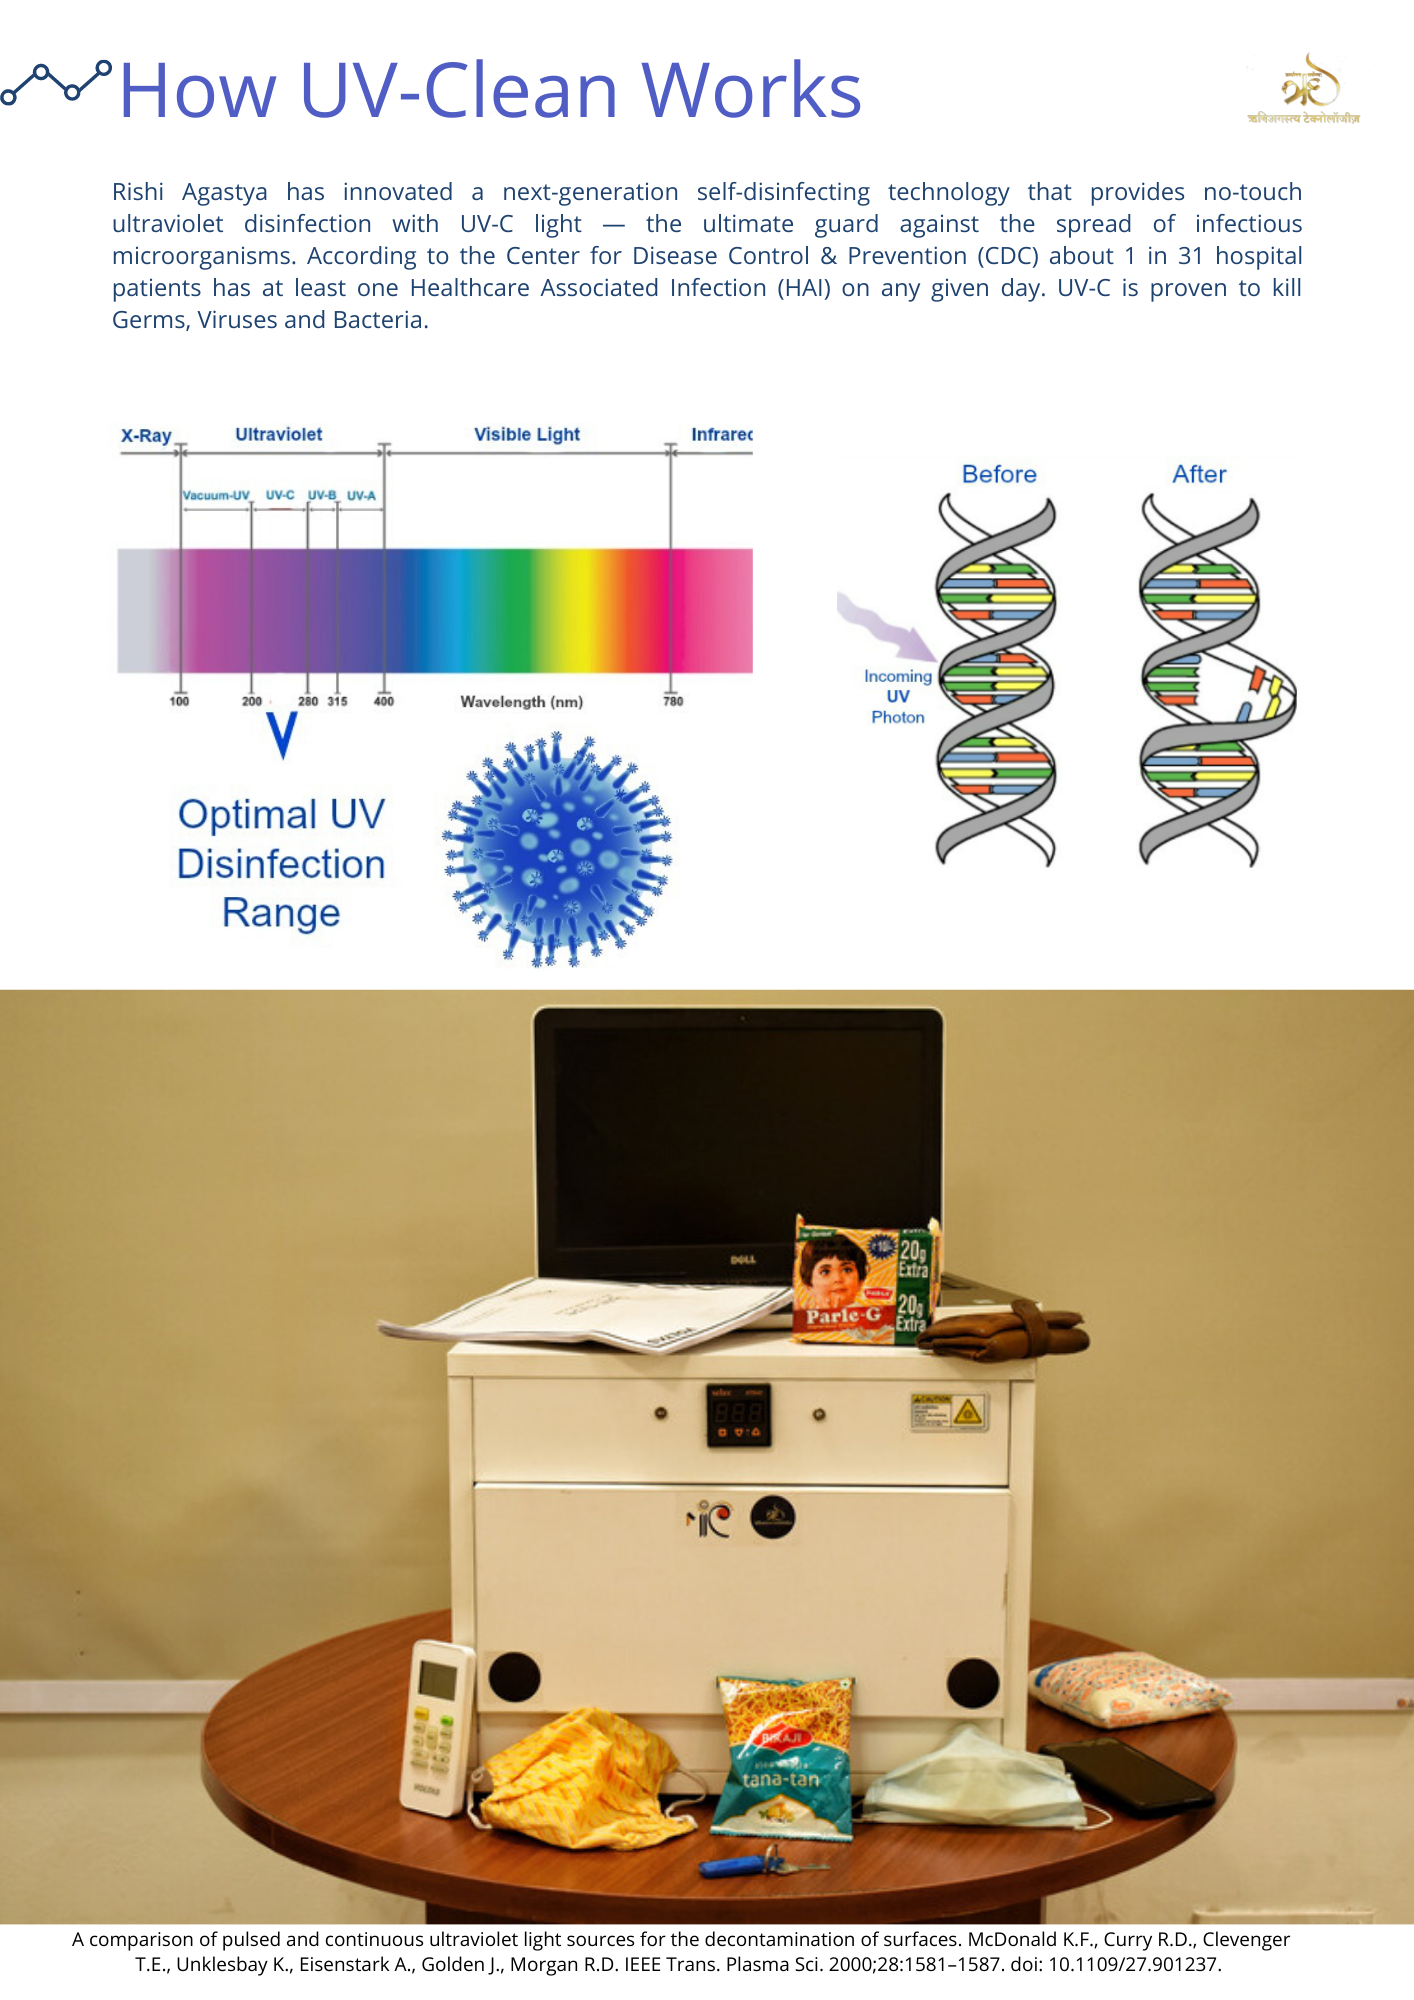 How UV-Clean Works
ऋषिअगस्त्य टेक्नोलॉजीज़
Rishi Agastya has innovated a next-generation self-disinfecting technology that provides no-touch
ultraviolet disinfection with UV-C light — the ultimate guard against the spread of infectious
microorganisms. According to the Center for Disease Control & Prevention (CDC) about 1 in 31 hospital
patients has at least one Healthcare Associated Infection (HAI) on any given day. UV-C is proven to kill
Germs, Viruses and Bacteria.
X-Ray Ultraviolet Visible Light Infrared
Vacuum-UV UV-C UV-B UV-A
100 200 280 315 400 Wavelength (nm) 780
Optimal UV
Disinfection
Range
Before After
Incoming
UV
Photon
DELL
20g
Extra
PARLE
Parle-G
20g
Extra
VOLTAS
CAUTION
BIKAJI
tana-tan
VOLTAS
A comparison of pulsed and continuous ultraviolet light sources for the decontamination of surfaces. McDonald K.F., Curry R.D., Clevenger
T.E., Unklesbay K., Eisenstark A., Golden J., Morgan R.D. IEEE Trans. Plasma Sci. 2000;28:1581–1587. doi: 10.1109/27.901237.